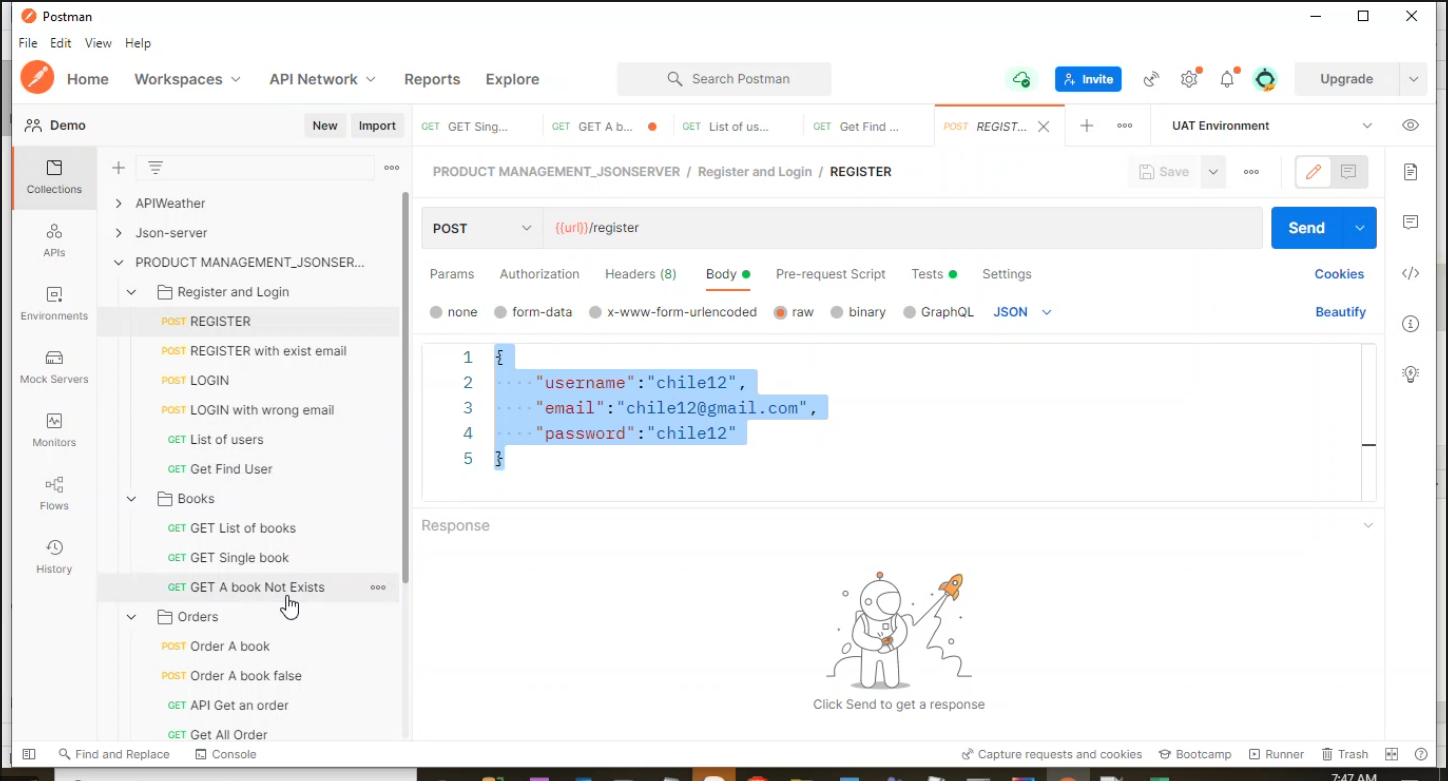 Postman
File Edit View Help
Home Workspaces API Network Reports Explore Search Postman Invite Upgrade
Demo New Import
GET GET Sing... GET GET A b... GET List of us... GET Get Find ... POST REGIST... UAT Environment
Collections
APIs
Environments
Mock Servers
Monitors
Flows
History
APIWeather
Json-server
PRODUCT MANAGEMENT_JSONSER...
Register and Login
POST REGISTER
POST REGISTER with exist email
POST LOGIN
POST LOGIN with wrong email
GET List of users
GET Get Find User
Books
GET GET List of books
GET GET Single book
GET GET A book Not Exists
Orders
POST Order A book
POST Order A book false
GET API Get an order
GET Get All Order
PRODUCT MANAGEMENT_JSONSERVER / Register and Login / REGISTER Save
POST {{url}}/register Send
Params Authorization Headers (8) Body Pre-request Script Tests Settings Cookies
none form-data x-www-form-urlencoded raw binary GraphQL JSON Beautify
1 {
2 "username":"chile12",
3 "email":"chile12@gmail.com",
4 "password":"chile12"
5 }
Response
Click Send to get a response
Find and Replace Console Capture requests and cookies Bootcamp Runner Trash
7:47 AM